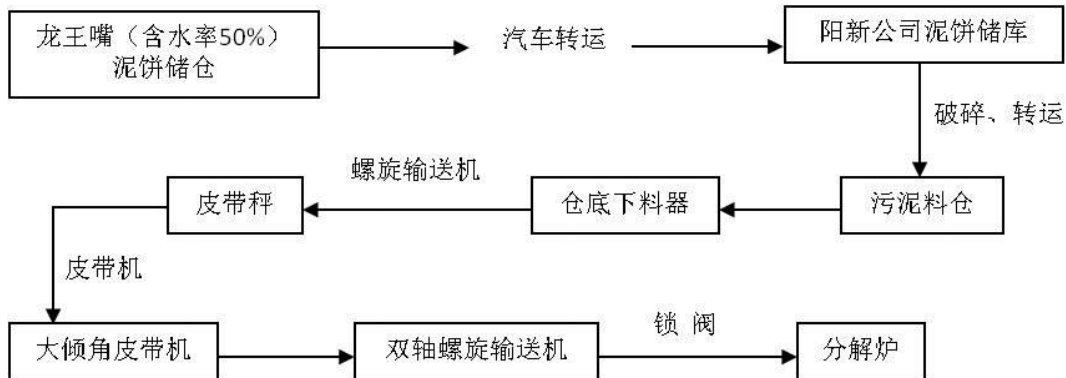 龙王嘴（含水率50%）
泥饼储仓
汽车转运
阳新公司泥饼储库
破碎、转运
污泥料仓
仓底下料器
螺旋输送机
皮带秤
皮带机
大倾角皮带机
双轴螺旋输送机
锁 阀
分解炉